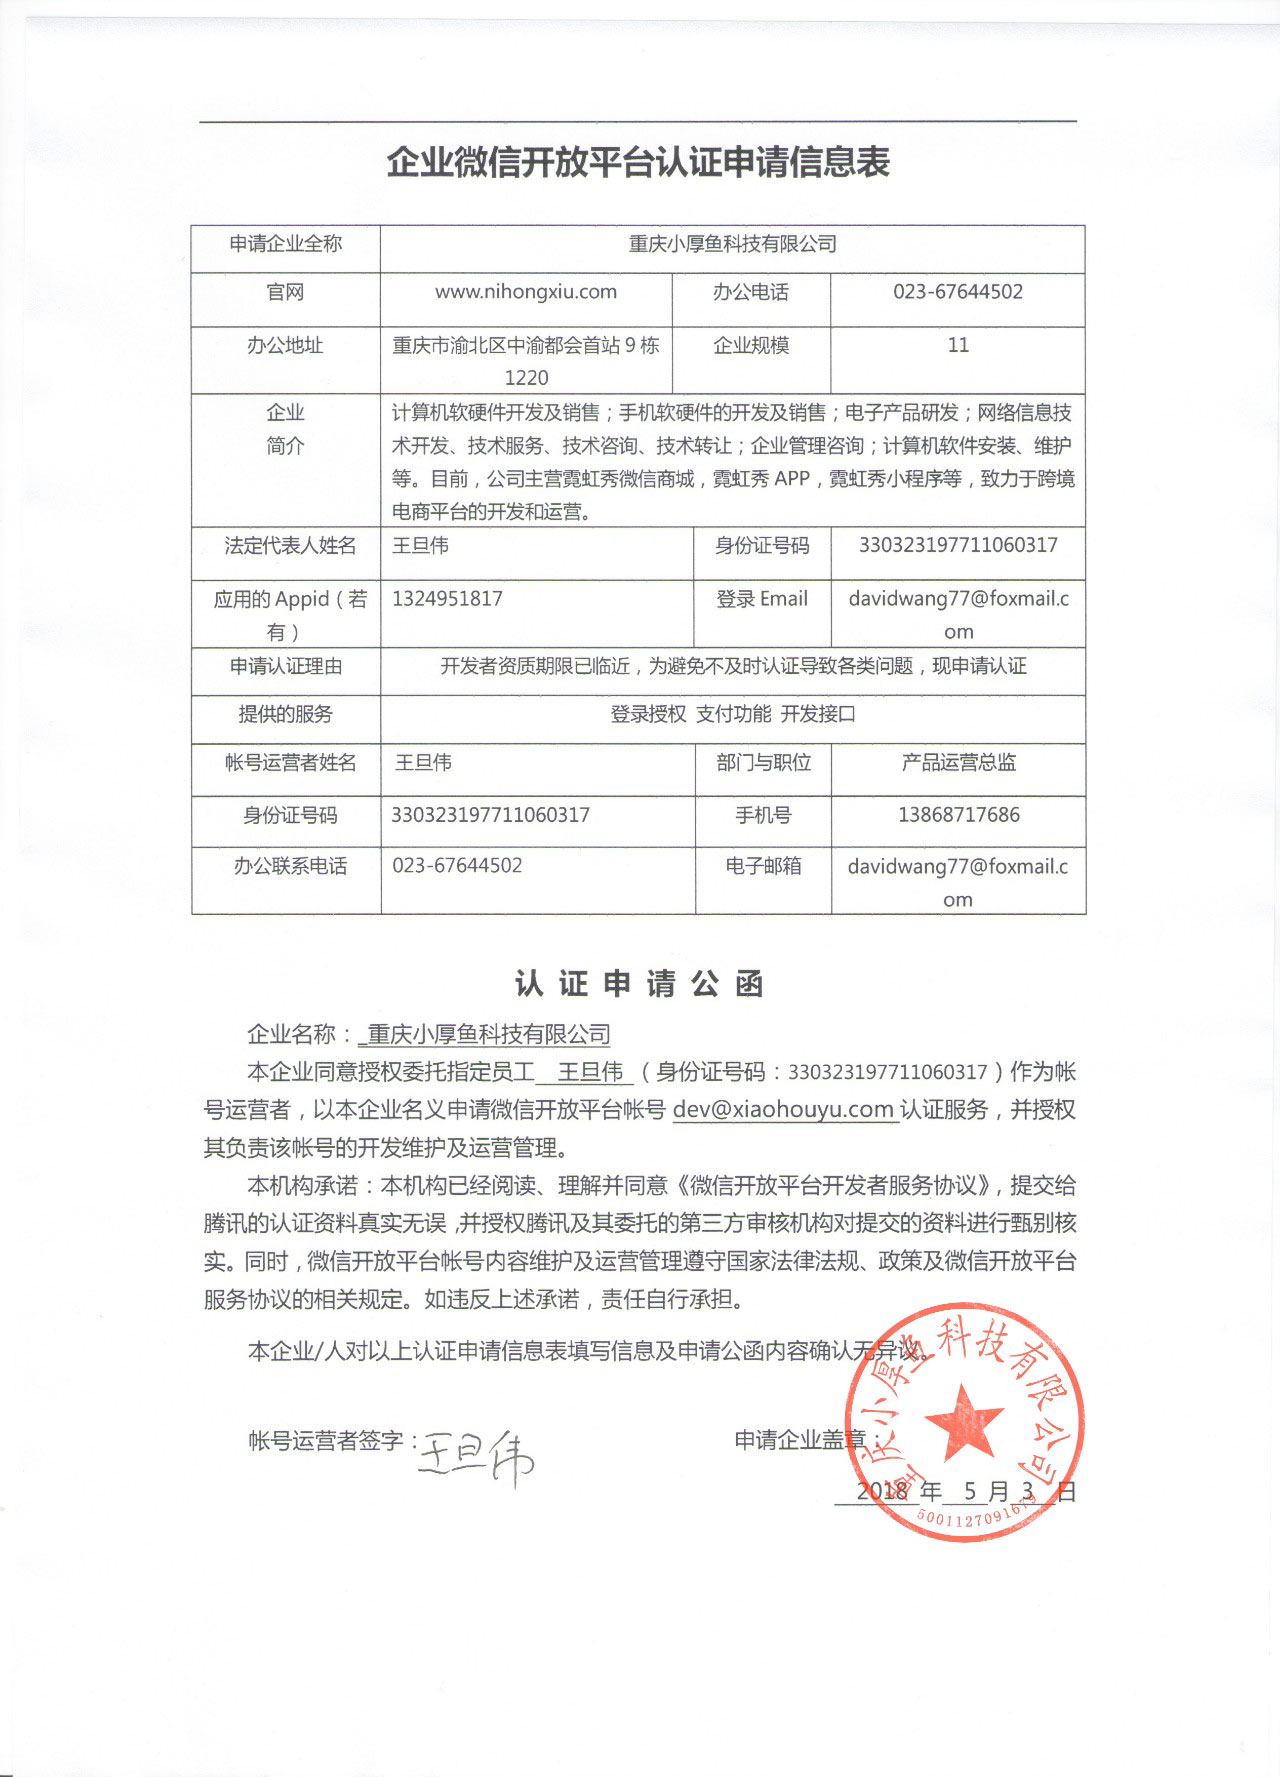 企业微信开放平台认证申请信息表
申请企业全称 重庆小厚鱼科技有限公司
官网 www.nihongxiu.com 办公电话 023-67644502
办公地址 重庆市渝北区中渝都会首站 9 栋 企业规模 11
1220
企业 计算机软硬件开发及销售；手机软硬件的开发及销售；电子产品研发；网络信息技
简介 术开发、技术服务、技术咨询、技术转让；企业管理咨询；计算机软件安装、维护
等。目前，公司主营霓虹秀微信商城，霓虹秀 APP，霓虹秀小程序等，致力于跨境
电商平台的开发和运营。
法定代表人姓名 王旦伟 身份证号码 330323197711060317
应用的 Appid（若 1324951817 登录 Email davidwang77@foxmail.c
有） om
申请认证理由 开发者资质期限已临近，为避免不及时认证导致各类问题，现申请认证
提供的服务 登录授权 支付功能 开发接口
帐号运营者姓名 王旦伟 部门与职位 产品运营总监
身份证号码 330323197711060317 手机号 13868717686
办公联系电话 023-67644502 电子邮箱 davidwang77@foxmail.c
om
认 证 申 请 公 函
企业名称：_重庆小厚鱼科技有限公司
本企业同意授权委托指定员工 王旦伟 （身份证号码：330323197711060317）作为帐
号运营者，以本企业名义申请微信开放平台帐号 dev@xiaohouyu.com 认证服务，并授权
其负责该帐号的开发维护及运营管理。
本机构承诺：本机构已经阅读、理解并同意《微信开放平台开发者服务协议》，提交给
腾讯的认证资料真实无误，并授权腾讯及其委托的第三方审核机构对提交的资料进行甄别核
实。同时，微信开放平台帐号内容维护及运营管理遵守国家法律法规、政策及微信开放平台
服务协议的相关规定。如违反上述承诺，责任自行承担。
本企业/人对以上认证申请信息表填写信息及申请公函内容确认无异议。
帐号运营者签字：王旦伟 申请企业盖章：
2018 年 5 月 3 日
重庆小厚鱼科技有限公司
5001127091679